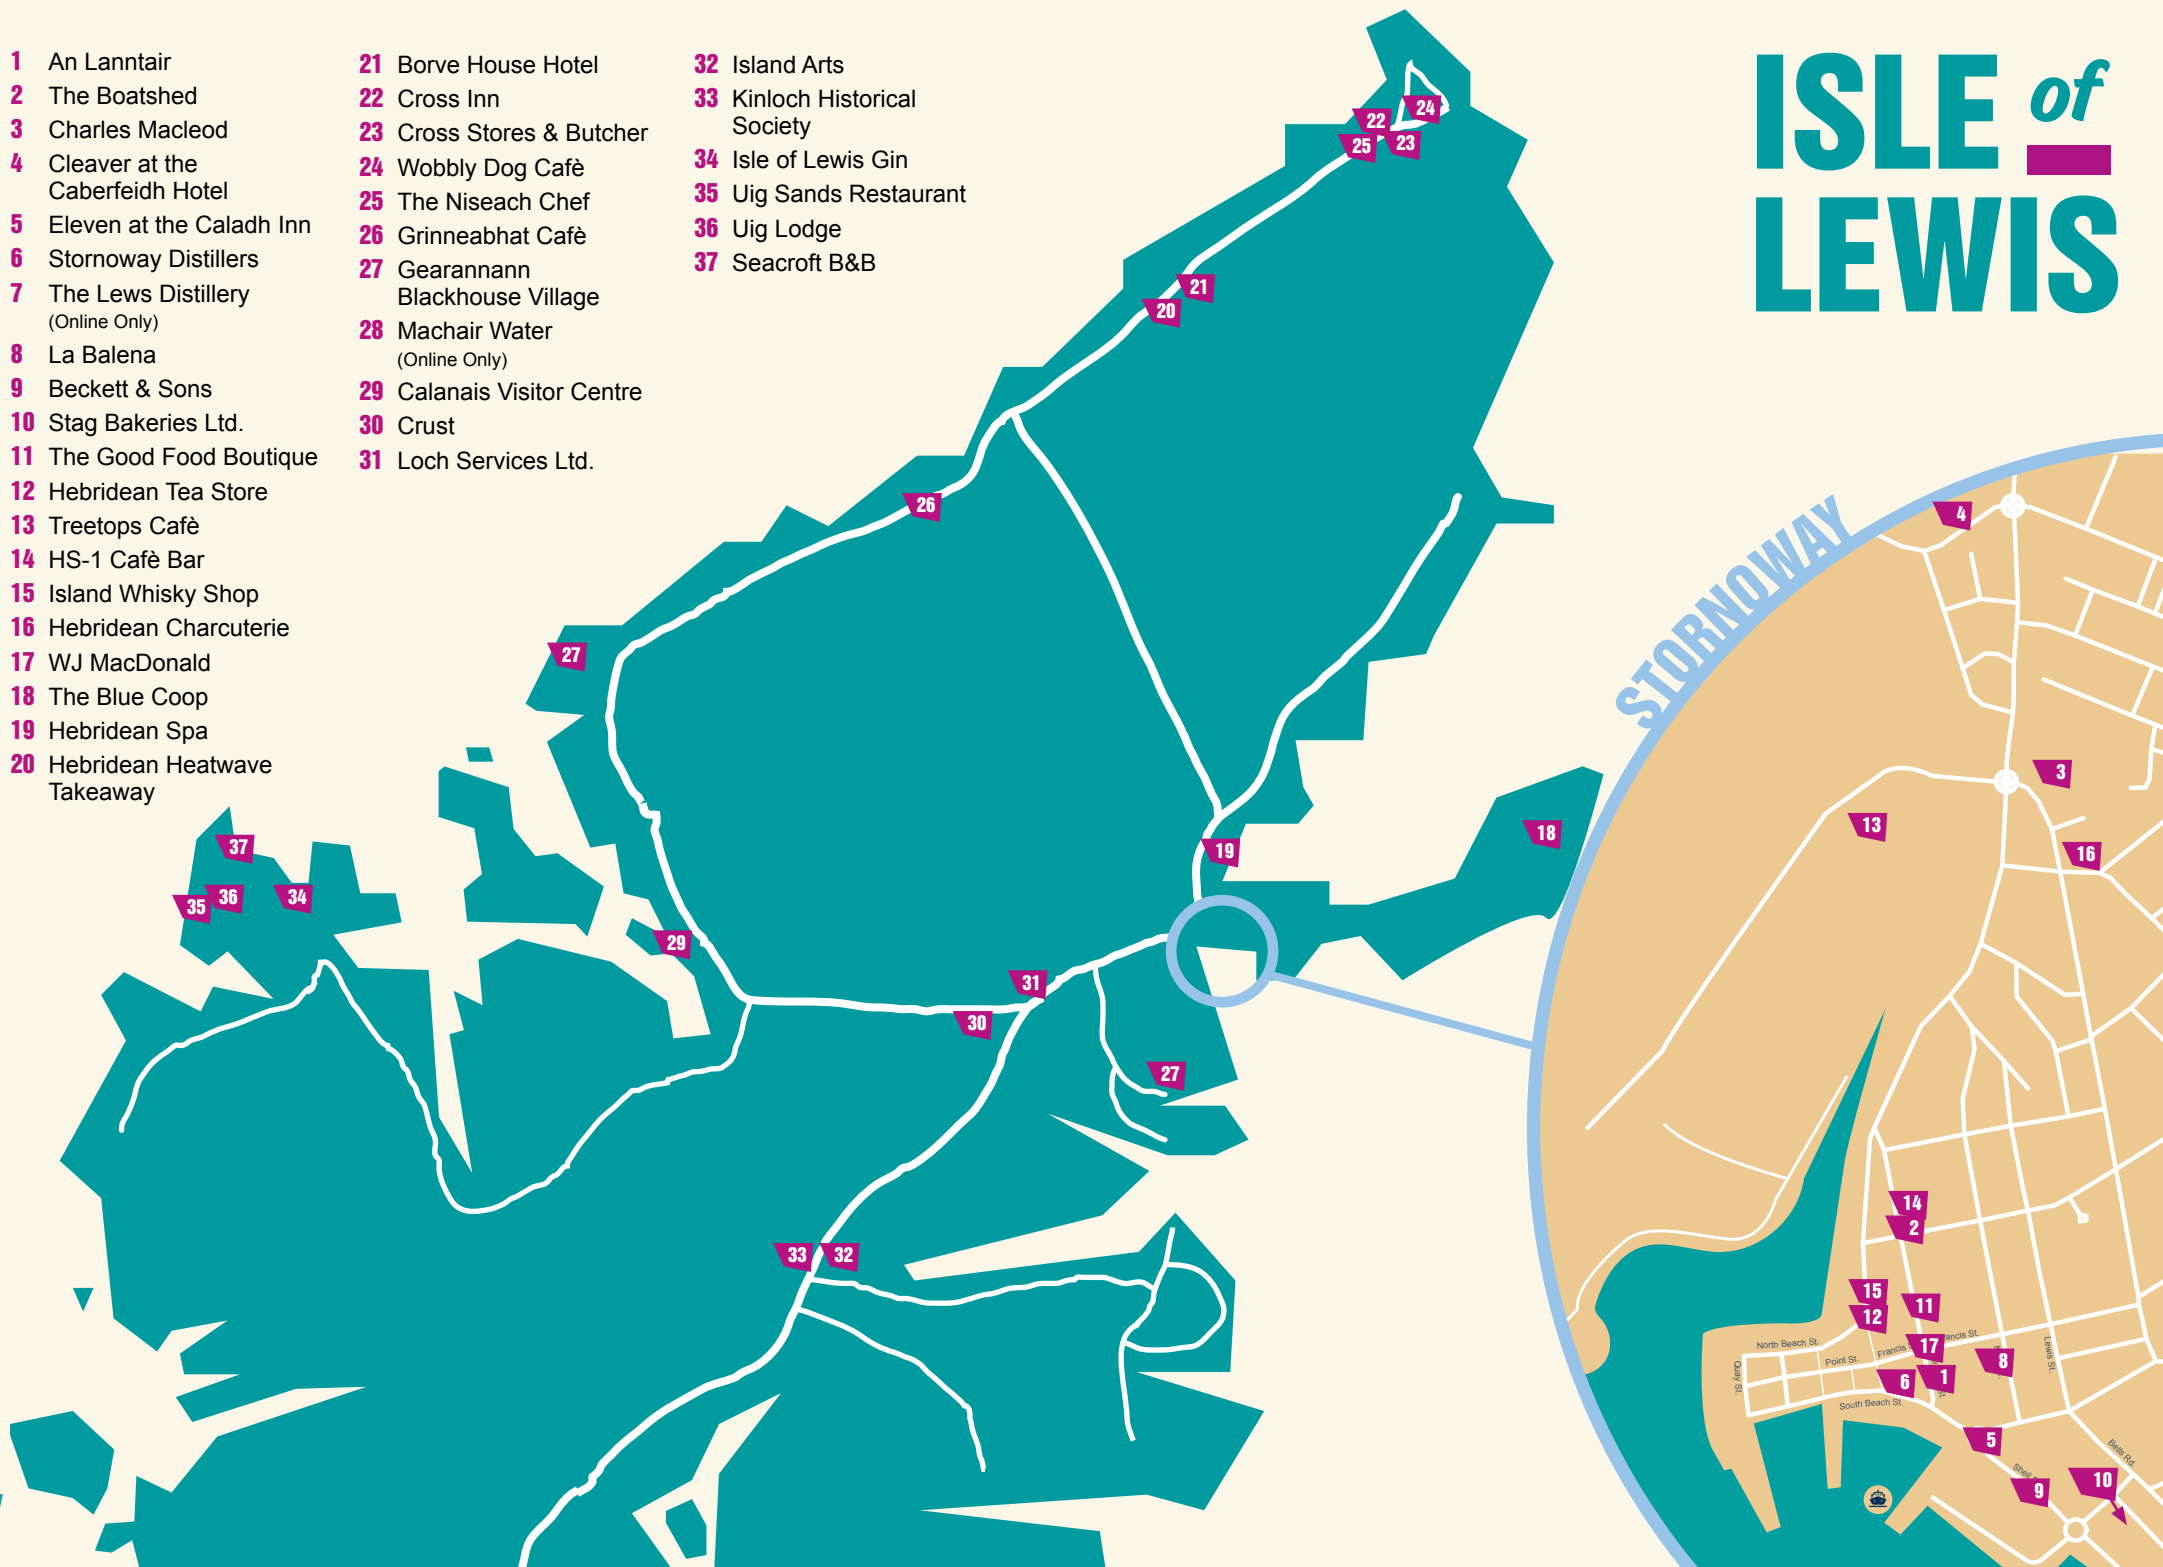 ISLE of
LEWIS
1 An Lanntair
2 The Boatshed
3 Charles Macleod
4 Cleaver at the
Caberfeidh Hotel
5 Eleven at the Caladh Inn
6 Stornoway Distillers
7 The Lews Distillery
(Online Only)
8 La Balena
9 Beckett & Sons
10 Stag Bakeries Ltd.
11 The Good Food Boutique
12 Hebridean Tea Store
13 Treetops Cafè
14 HS-1 Cafè Bar
15 Island Whisky Shop
16 Hebridean Charcuterie
17 WJ MacDonald
18 The Blue Coop
19 Hebridean Spa
20 Hebridean Heatwave
Takeaway
21 Borve House Hotel
22 Cross Inn
23 Cross Stores & Butcher
24 Wobbly Dog Cafè
25 The Niseach Chef
26 Grinneabhat Cafè
27 Gearannann
Blackhouse Village
28 Machair Water
(Online Only)
29 Calanais Visitor Centre
30 Crust
31 Loch Services Ltd.
32 Island Arts
33 Kinloch Historical
Society
34 Isle of Lewis Gin
35 Uig Sands Restaurant
36 Uig Lodge
37 Seacroft B&B
24
22
25
23
21
20
26
27
37
36
35
34
29
18
19
31
30
27
33
32
STORNOWAY
4
3
13
16
14
2
15
12
11
17
8
1
6
5
9
10
North Beach St.
Point St.
Francis
ancis St.
Quay St.
South Beach St.
Lewis St.
Shell
Bells Rd.